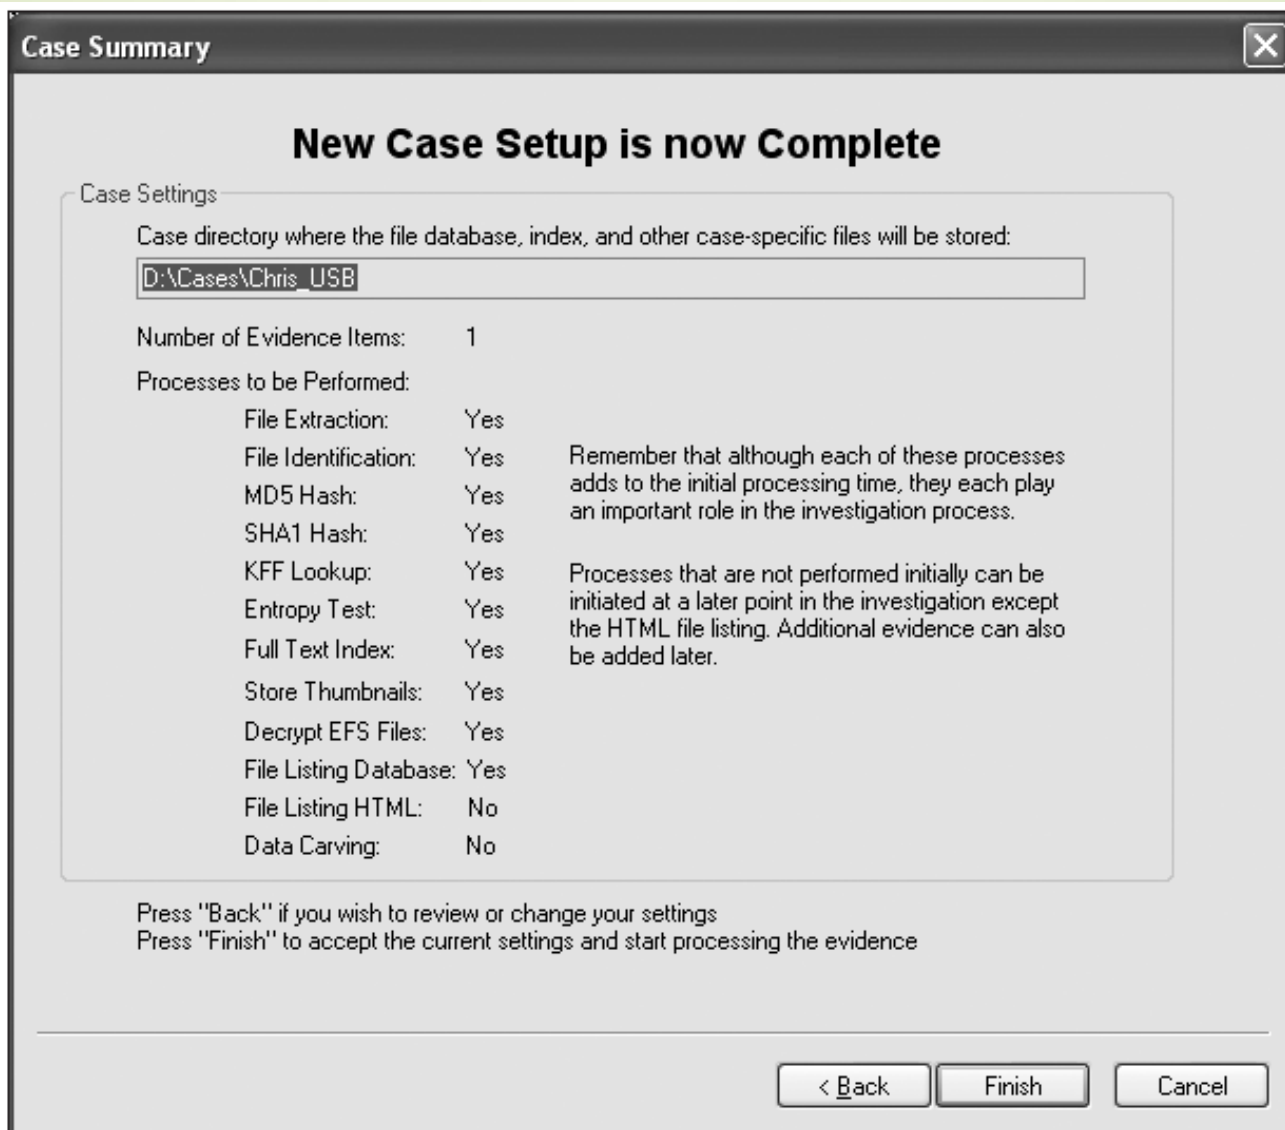 Case Summary
New Case Setup is now Complete
Case Settings
Case directory where the file database, index, and other case-specific files will be stored:
D:\Cases\Chris_USB
Number of Evidence Items: 1
Processes to be Performed:
File Extraction: Yes
File Identification: Yes
MD5 Hash: Yes
SHA1 Hash: Yes
KFF Lookup: Yes
Entropy Test: Yes
Full Text Index: Yes
Store Thumbnails: Yes
Decrypt EFS Files: Yes
File Listing Database: Yes
File Listing HTML: No
Data Carving: No
Remember that although each of these processes
adds to the initial processing time, they each play
an important role in the investigation process.
Processes that are not performed initially can be
initiated at a later point in the investigation except
the HTML file listing. Additional evidence can also
be added later.
Press "Back" if you wish to review or change your settings
Press "Finish" to accept the current settings and start processing the evidence
< Back
Finish
Cancel